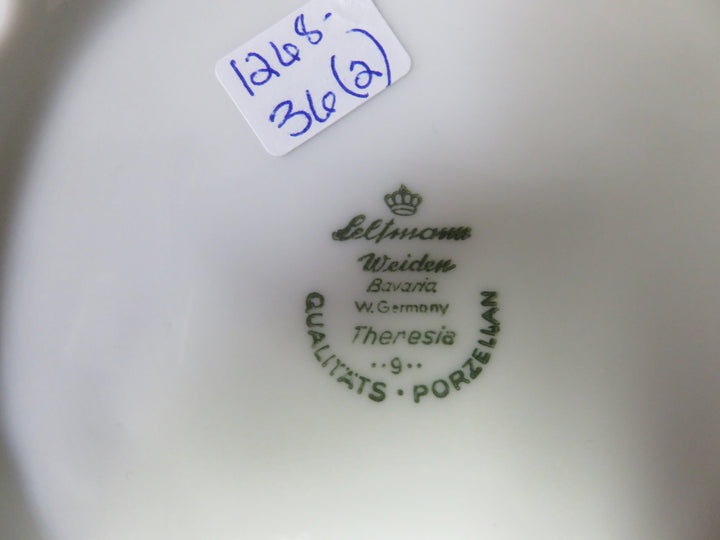 1268-
36(2)
Seltmann
Weiden
Bavaria
W. Germany
Theresia
··9··
QUALITÄTS · PORZELLAN